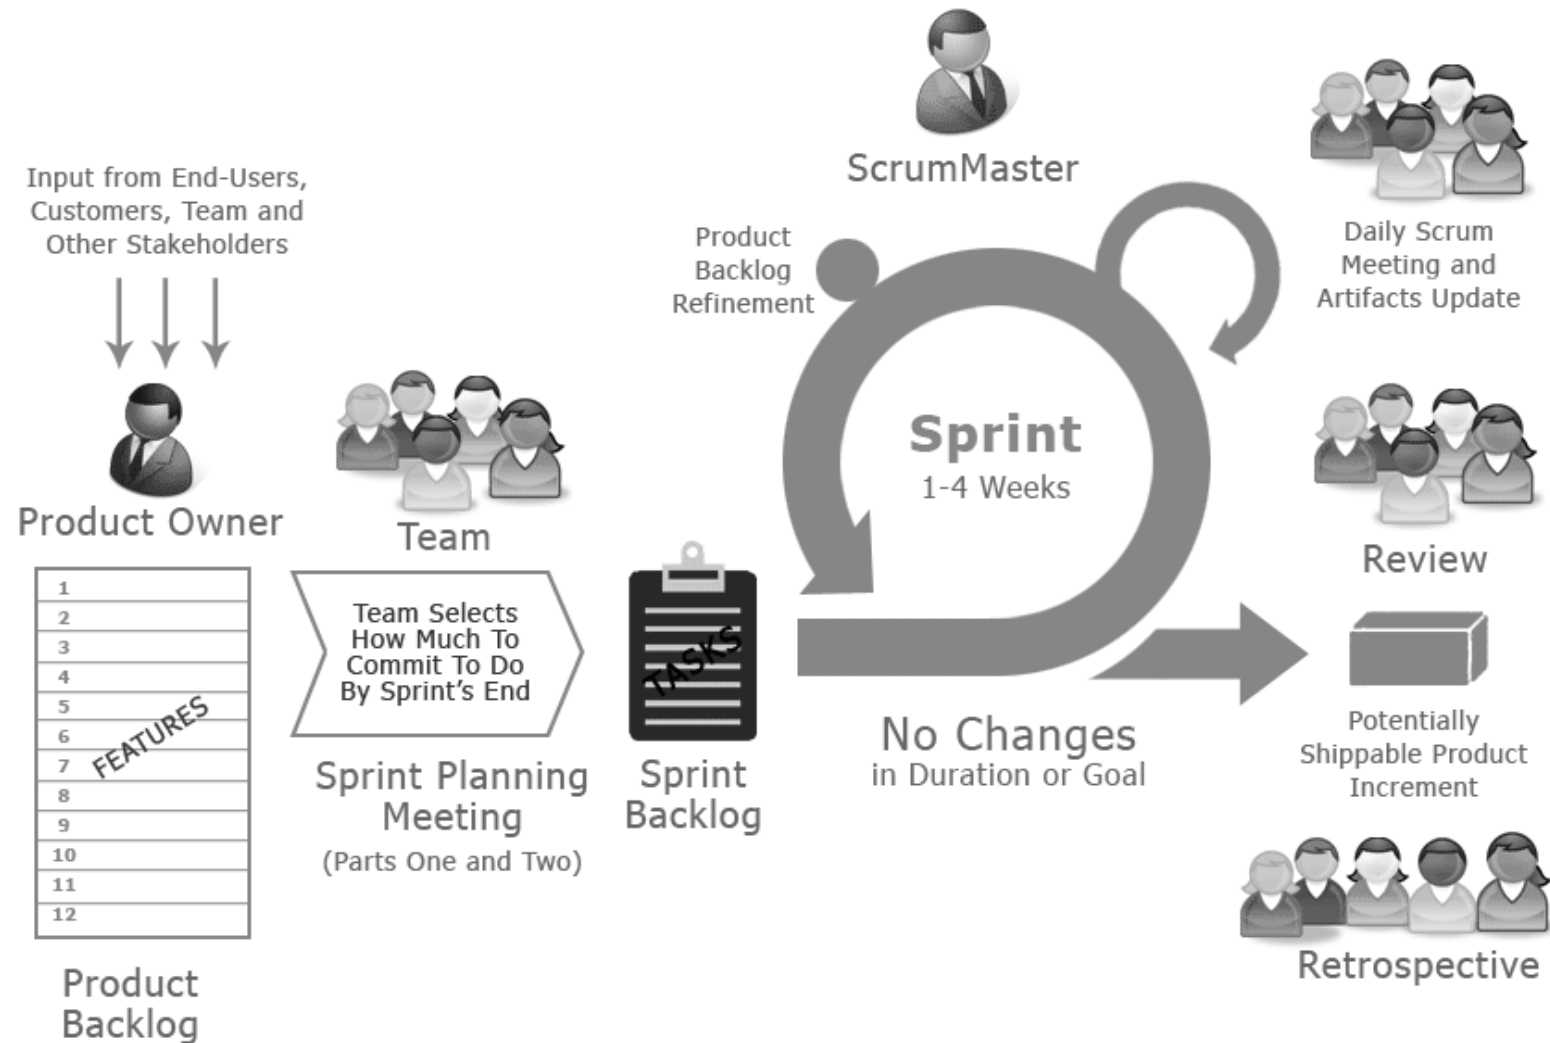 Input from End-Users,
Customers, Team and
Other Stakeholders
Product Owner
1
2
3
4
5
6
7
8
9
10
11
12
FEATURES
Product
Backlog
Team
Team Selects
How Much To
Commit To Do
By Sprint's End
Sprint Planning
Meeting
(Parts One and Two)
TASKS
Sprint
Backlog
ScrumMaster
Product
Backlog
Refinement
Sprint
1-4 Weeks
No Changes
in Duration or Goal
Daily Scrum
Meeting and
Artifacts Update
Review
Potentially
Shippable Product
Increment
Retrospective